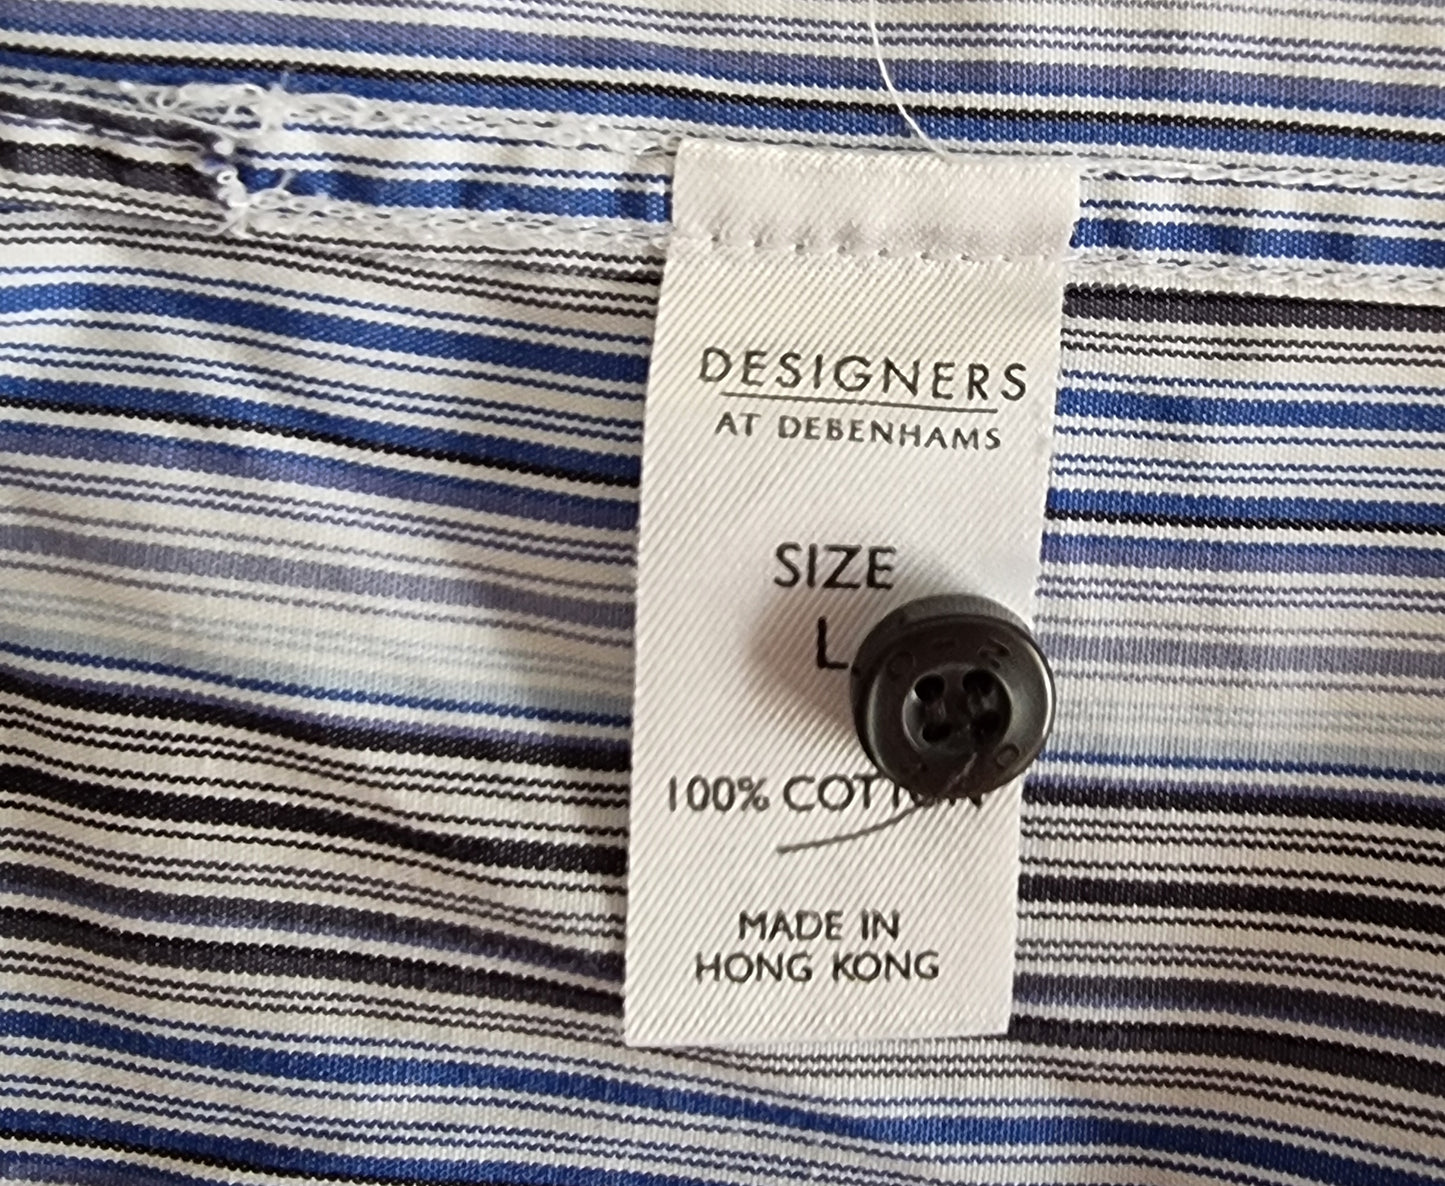 DESIGNERS
AT DEBENHAMS
SIZE
L
100% COTTON
MADE IN
HONG KONG